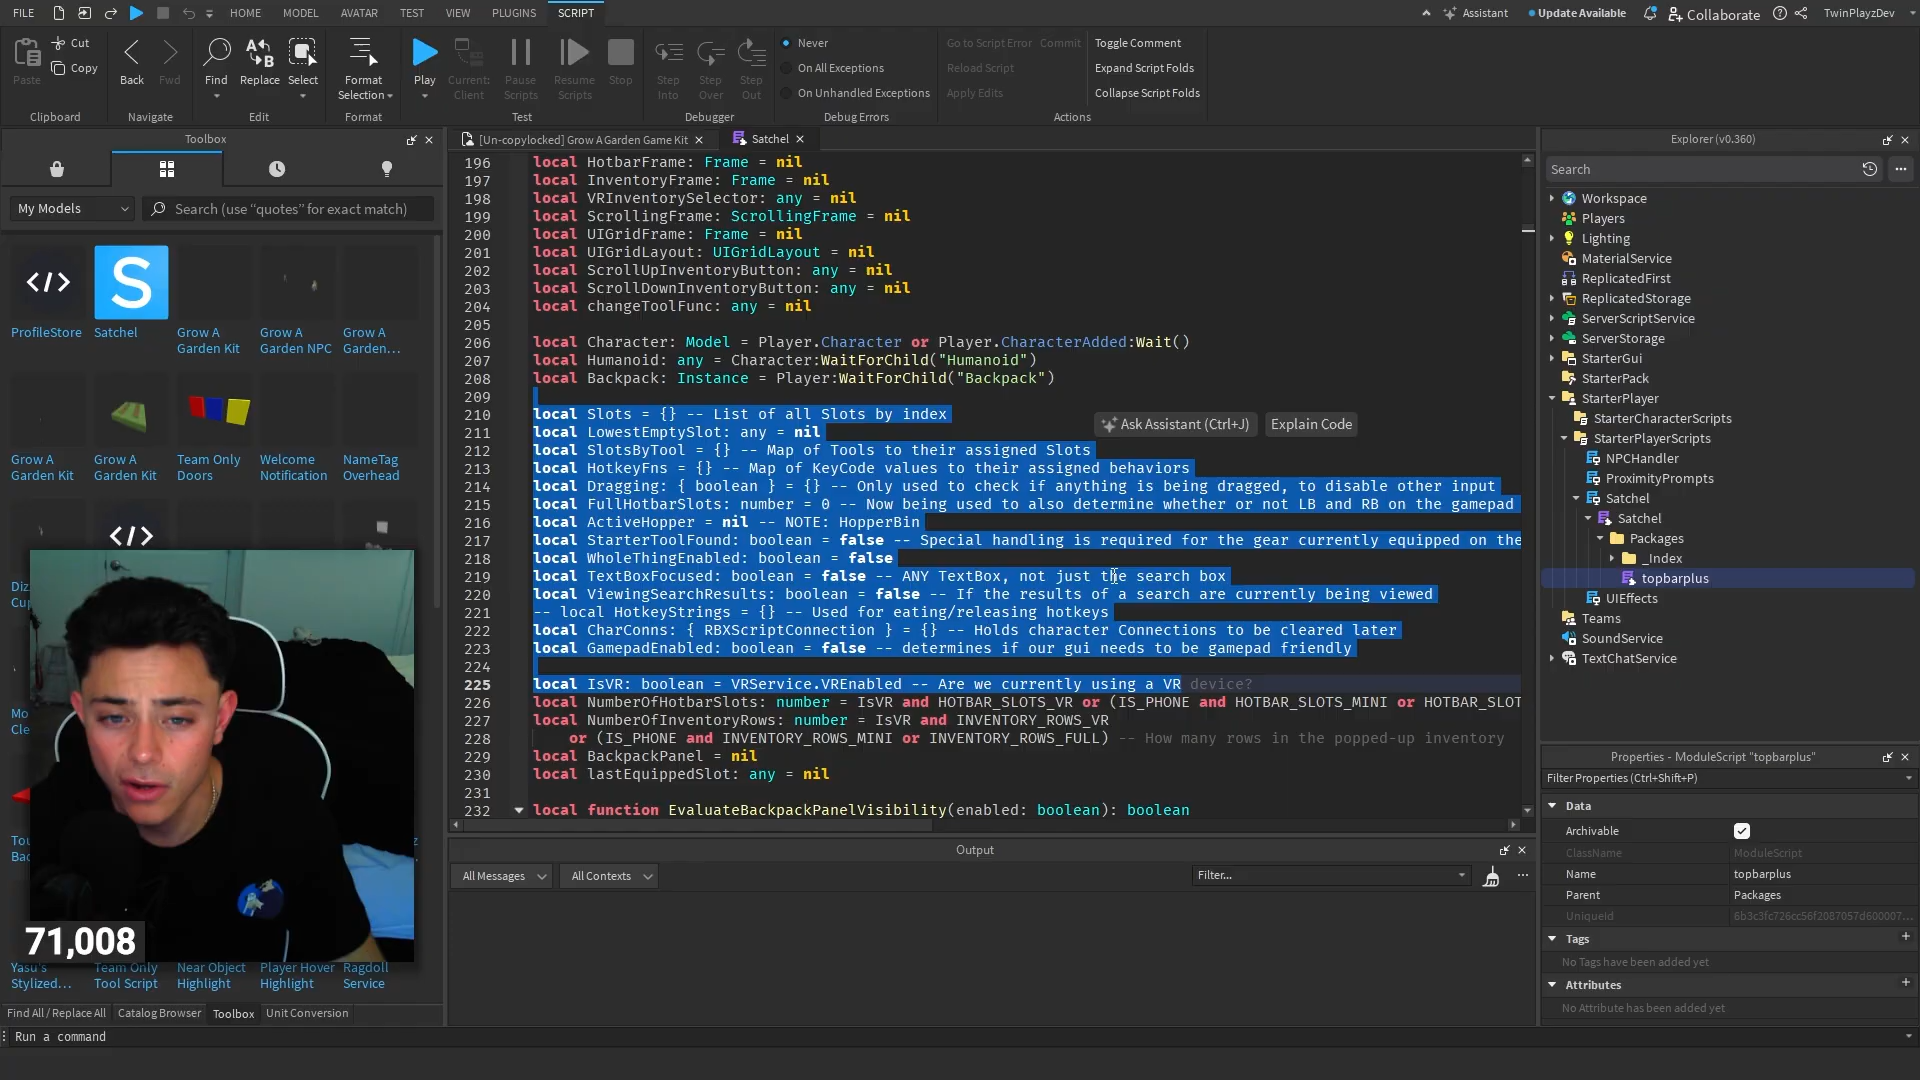 FILE HOME MODEL AVATAR TEST VIEW PLUGINS SCRIPT Assistant Update Available Collaborate TwinPlayzDev
Paste Cut Copy Back Fwd Find Replace Select Format Selection Play Current: Client Pause Scripts Resume Scripts Stop Step Into Step Over Step Out
Never
On All Exceptions
On Unhandled Exceptions
Go to Script Error Commit
Reload Script
Apply Edits
Toggle Comment
Expand Script Folds
Collapse Script Folds
Clipboard Navigate Edit Format Test Debugger Debug Errors Actions
Toolbox
My Models Search (use “quotes” for exact match)
ProfileStore Satchel Grow A Garden Kit Grow A Garden NPC Grow A Garden...
Grow A Garden Kit Grow A Garden Kit Team Only Doors Welcome Notification NameTag Overhead
Diz
Mo
Cle
Tou
Bac
71,008
Yasu's Stylized... Team Only Tool Script Near Object Highlight Player Hover Highlight Ragdoll Service
Find All / Replace All Catalog Browser Toolbox Unit Conversion
Run a command
[Un-copylocked] Grow A Garden Game Kit Satchel
196 local HotbarFrame: Frame = nil
197 local InventoryFrame: Frame = nil
198 local VRInventorySelector: any = nil
199 local ScrollingFrame: ScrollingFrame = nil
200 local UIGridFrame: Frame = nil
201 local UIGridLayout: UIGridLayout = nil
202 local ScrollUpInventoryButton: any = nil
203 local ScrollDownInventoryButton: any = nil
204 local changeToolFunc: any = nil
205
206 local Character: Model = Player.Character or Player.CharacterAdded:Wait()
207 local Humanoid: any = Character:WaitForChild("Humanoid")
208 local Backpack: Instance = Player:WaitForChild("Backpack")
209
210 local Slots = {} -- List of all Slots by index
211 local LowestEmptySlot: any = nil
212 local SlotsByTool = {} -- Map of Tools to their assigned Slots
213 local HotkeyFns = {} -- Map of KeyCode values to their assigned behaviors
214 local Dragging: { boolean } = {} -- Only used to check if anything is being dragged, to disable other input
215 local FullHotbarSlots: number = 0 -- Now being used to also determine whether or not LB and RB on the gamepad
216 local ActiveHopper = nil -- NOTE: HopperBin
217 local StarterToolFound: boolean = false -- Special handling is required for the gear currently equipped on the
218 local WholeThingEnabled: boolean = false
219 local TextBoxFocused: boolean = false -- ANY TextBox, not just the search box
220 local ViewingSearchResults: boolean = false -- If the results of a search are currently being viewed
221 -- local HotkeyStrings = {} -- Used for eating/releasing hotkeys
222 local CharConns: { RBXScriptConnection } = {} -- Holds character Connections to be cleared later
223 local GamepadEnabled: boolean = false -- determines if our gui needs to be gamepad friendly
224
225 local IsVR: boolean = VRService.VREnabled -- Are we currently using a VR device?
226 local NumberOfHotbarSlots: number = IsVR and HOTBAR_SLOTS_VR or (IS_PHONE and HOTBAR_SLOTS_MINI or HOTBAR_SLOT
227 local NumberOfInventoryRows: number = IsVR and INVENTORY_ROWS_VR
228 or (IS_PHONE and INVENTORY_ROWS_MINI or INVENTORY_ROWS_FULL) -- How many rows in the popped-up inventory
229 local BackpackPanel = nil
230 local lastEquippedSlot: any = nil
231
232 local function EvaluateBackpackPanelVisibility(enabled: boolean): boolean
Ask Assistant (Ctrl+J) Explain Code
Output
All Messages All Contexts Filter...
Explorer (v0.360)
Search
Workspace
Players
Lighting
MaterialService
ReplicatedFirst
ReplicatedStorage
ServerScriptService
ServerStorage
StarterGui
StarterPack
StarterPlayer
StarterCharacterScripts
StarterPlayerScripts
NPCHandler
ProximityPrompts
Satchel
Satchel
Packages
_Index
topbarplus
UIEffects
Teams
SoundService
TextChatService
Properties - ModuleScript "topbarplus"
Filter Properties (Ctrl+Shift+P)
Data
Archivable
ClassName ModuleScript
Name topbarplus
Parent Packages
UniqueId 6b3c3fc726cc56f2087057d600007...
Tags
No Tags have been added yet
Attributes
No Attribute has been added yet